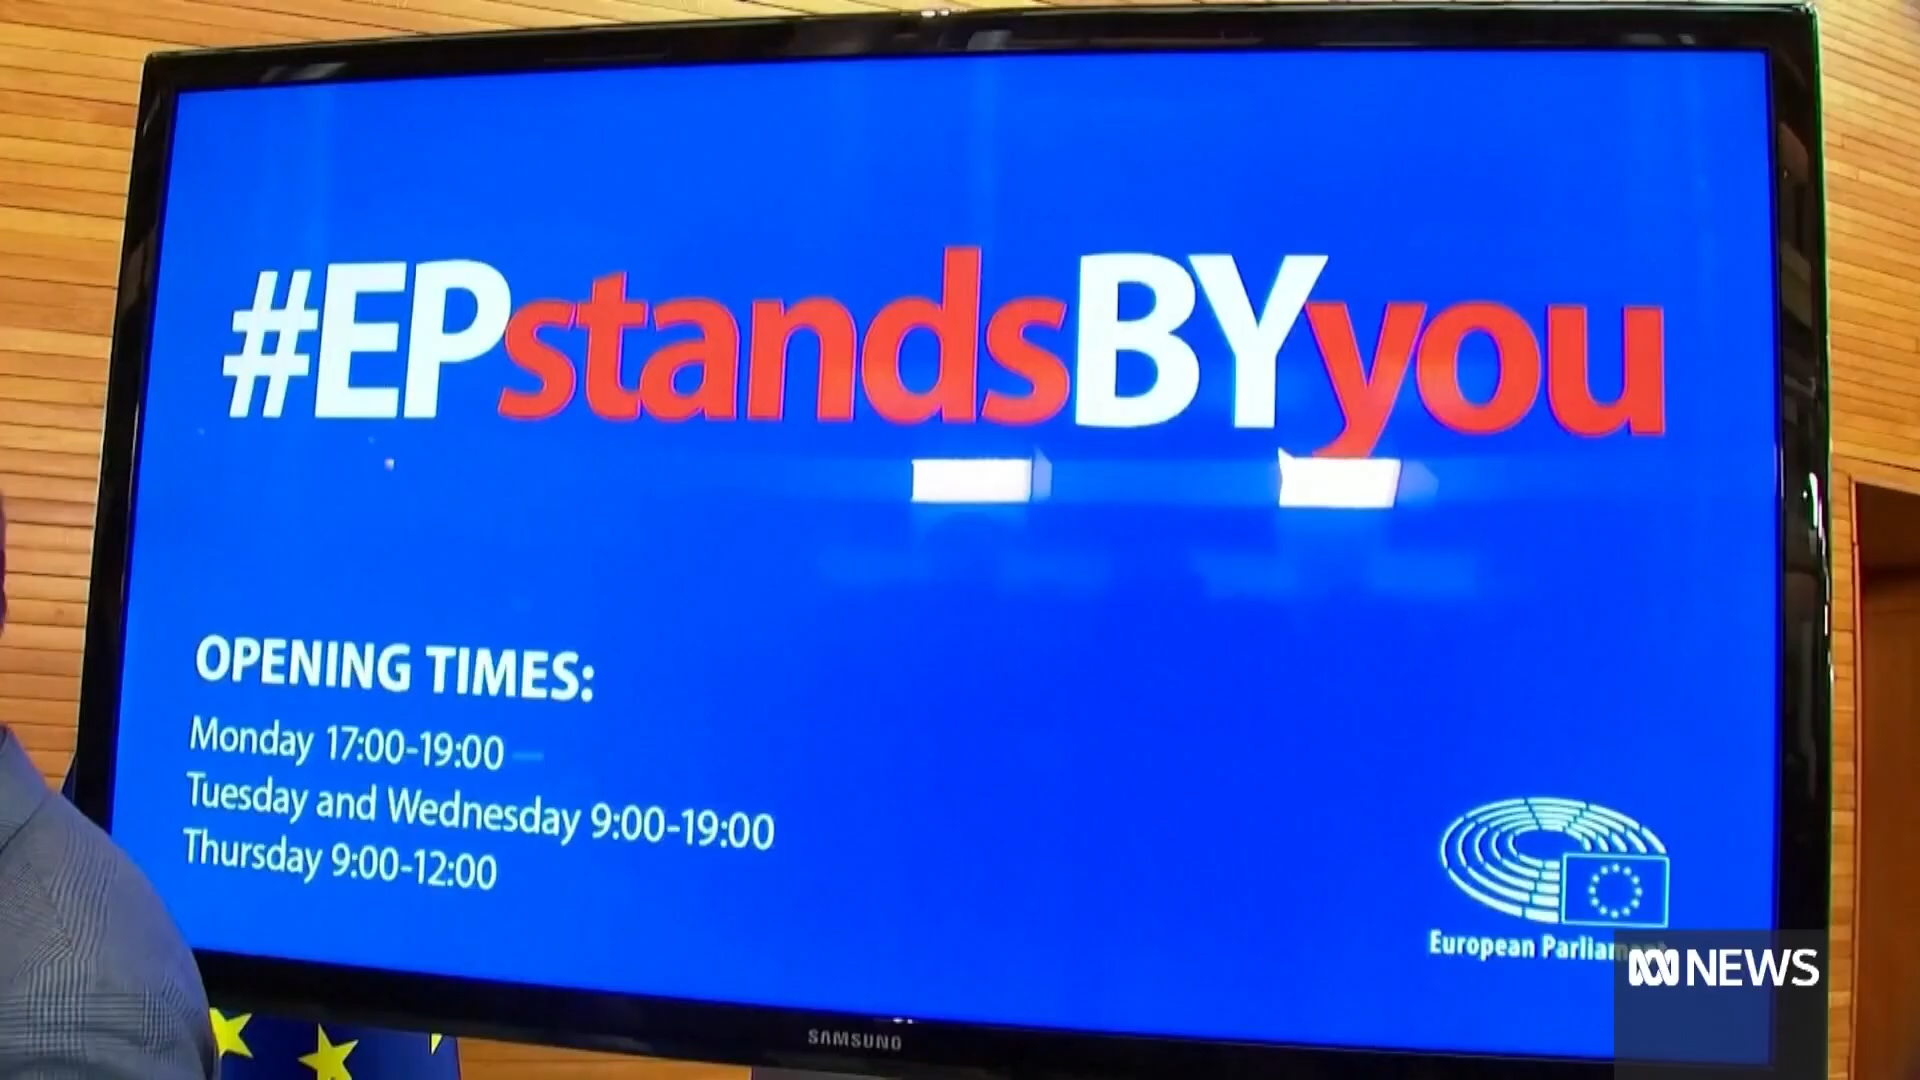 #EPstandsBYyou
OPENING TIMES:
Monday 17:00-19:00
Tuesday and Wednesday 9:00-19:00
Thursday 9:00-12:00
European Parliament
NEWS
SAMSUNG